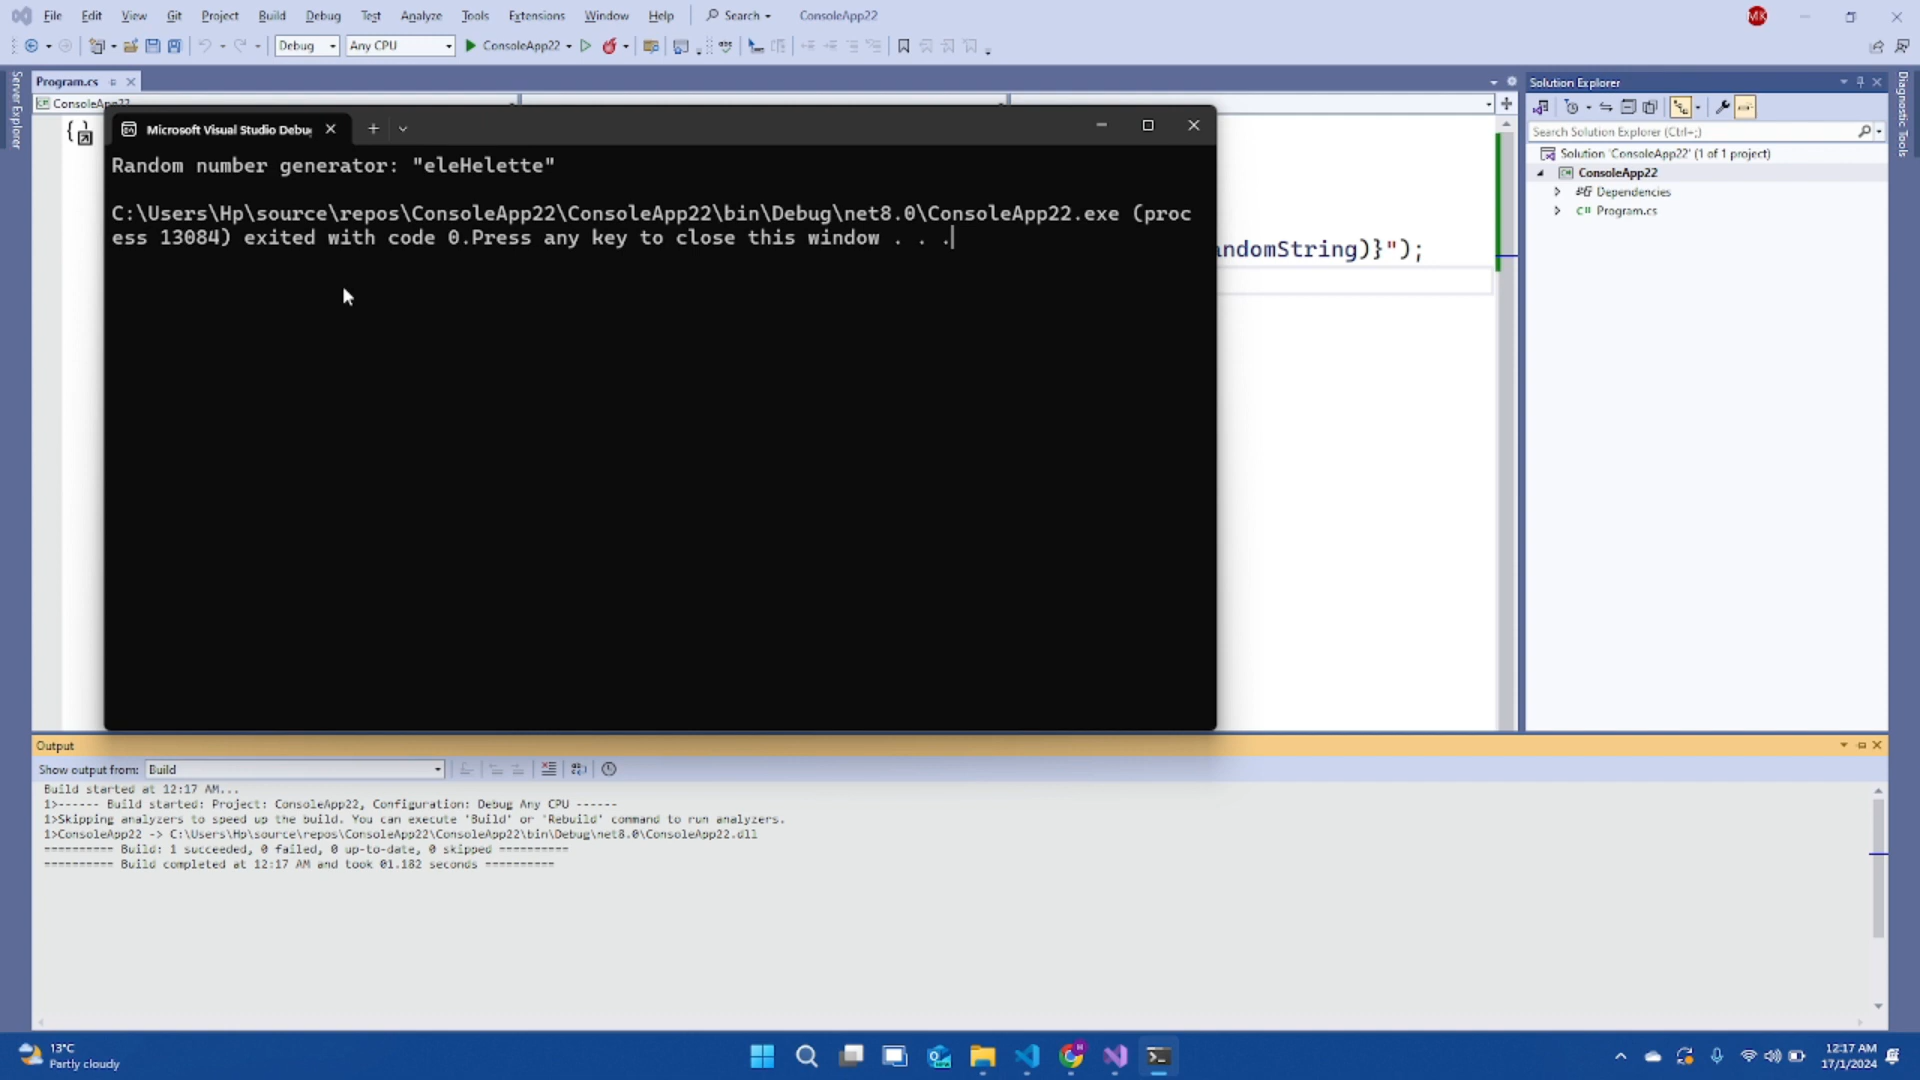 File Edit View Git Project Build Debug Test Analyze Tools Extensions Window Help Search ConsoleApp22 MK
Debug Any CPU ConsoleApp22
Server Explorer
Program.cs
ConsoleApp22
Microsoft Visual Studio Debu
Random number generator: "eleHelette"
C:\Users\Hp\source\repos\ConsoleApp22\ConsoleApp22\bin\Debug\net8.0\ConsoleApp22.exe (proc
ess 13084) exited with code 0.Press any key to close this window . . .
ndomString)}");
Solution Explorer
Search Solution Explorer (Ctrl+;)
Solution 'ConsoleApp22' (1 of 1 project)
ConsoleApp22
Dependencies
C# Program.cs
Diagnostic Tools
Output
Show output from: Build
Build started at 12:17 AM...
1>------ Build started: Project: ConsoleApp22, Configuration: Debug Any CPU ------
1>Skipping analyzers to speed up the build. You can execute 'Build' or 'Rebuild' command to run analyzers.
1>ConsoleApp22 -> C:\Users\Hp\source\repos\ConsoleApp22\ConsoleApp22\bin\Debug\net8.0\ConsoleApp22.dll
========== Build: 1 succeeded, 0 failed, 0 up-to-date, 0 skipped ==========
========== Build completed at 12:17 AM and took 01.182 seconds ==========
13°C
Partly cloudy
12:17 AM
17/1/2024